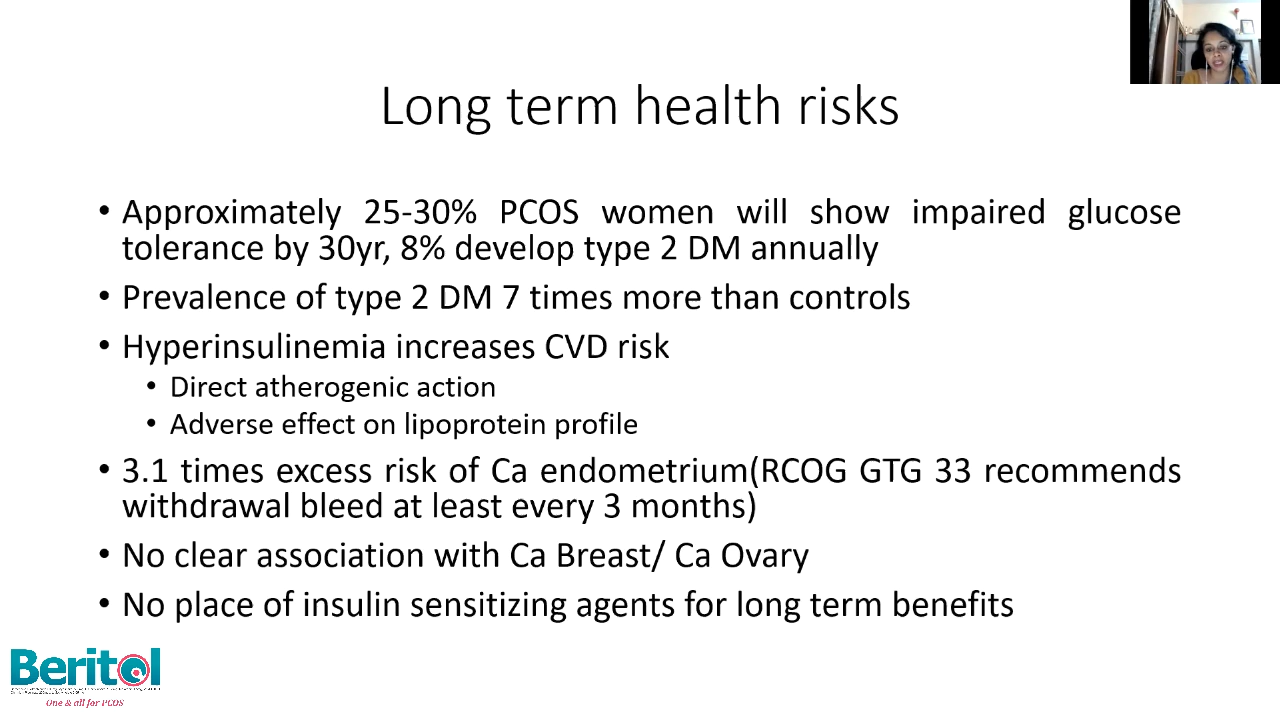 Long term health risks
• Approximately 25-30% PCOS women will show impaired glucose
tolerance by 30yr, 8% develop type 2 DM annually
• Prevalence of type 2 DM 7 times more than controls
• Hyperinsulinemia increases CVD risk
• Direct atherogenic action
• Adverse effect on lipoprotein profile
• 3.1 times excess risk of Ca endometrium(RCOG GTG 33 recommends
withdrawal bleed at least every 3 months)
• No clear association with Ca Breast/ Ca Ovary
• No place of insulin sensitizing agents for long term benefits
Beritol
One & all for PCOS